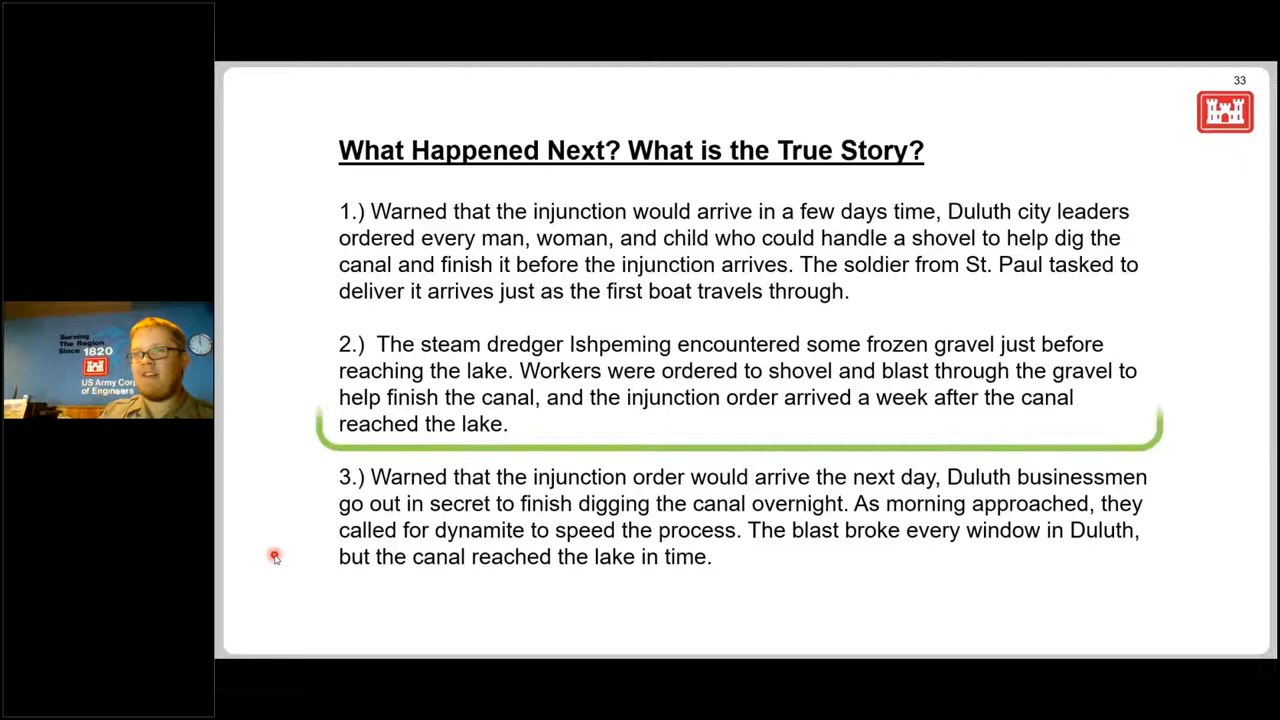 33
What Happened Next? What is the True Story?
1.) Warned that the injunction would arrive in a few days time, Duluth city leaders
ordered every man, woman, and child who could handle a shovel to help dig the
canal and finish it before the injunction arrives. The soldier from St. Paul tasked to
deliver it arrives just as the first boat travels through.
2.) The steam dredger Ishpeming encountered some frozen gravel just before
reaching the lake. Workers were ordered to shovel and blast through the gravel to
help finish the canal, and the injunction order arrived a week after the canal
reached the lake.
3.) Warned that the injunction order would arrive the next day, Duluth businessmen
go out in secret to finish digging the canal overnight. As morning approached, they
called for dynamite to speed the process. The blast broke every window in Duluth,
but the canal reached the lake in time.
Serving
The Region
Since 1820
US Army Corp
of Engineers